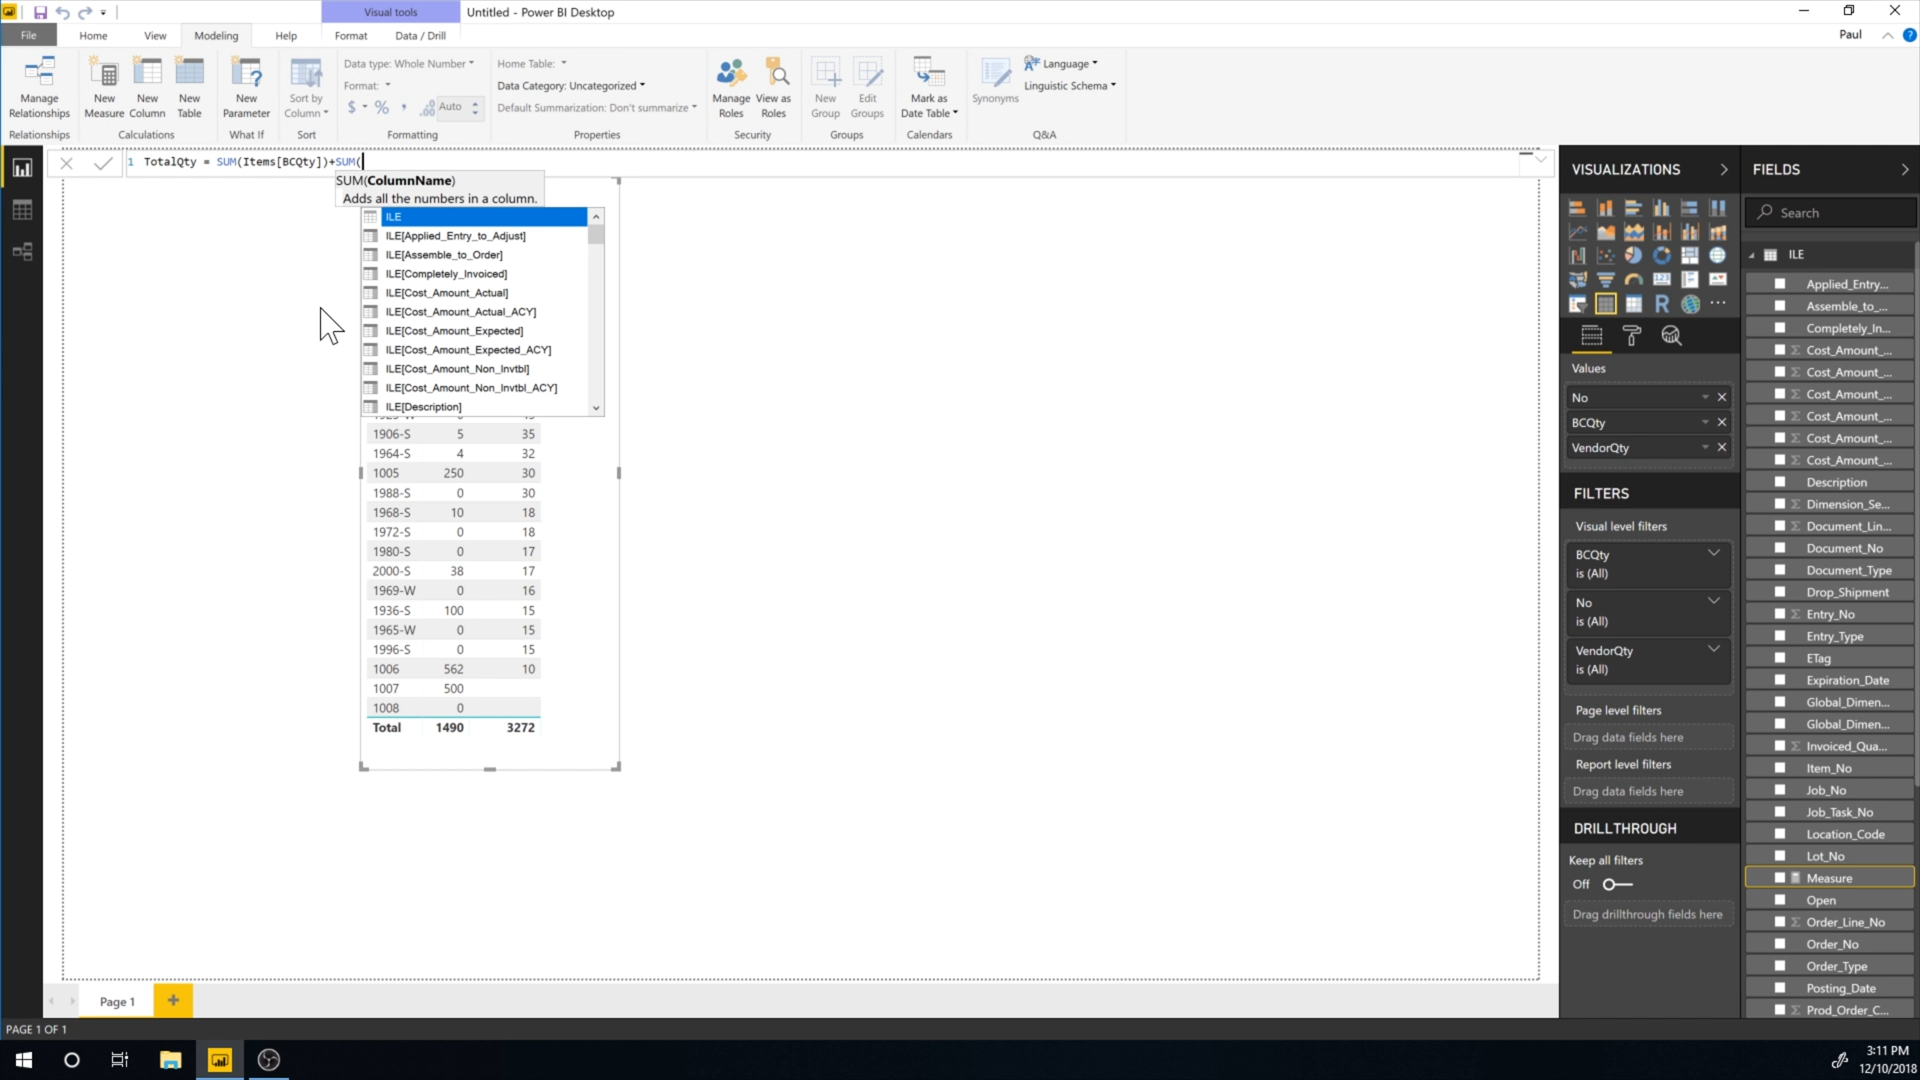 Visual tools
Untitled - Power BI Desktop
File
Home
View
Modeling
Help
Format
Data / Drill
Paul
Manage Relationships
New Measure
New Column
New Table
New Parameter
Sort by Column
Data type: Whole Number
Format:
$ % , .00 Auto
Home Table:
Data Category: Uncategorized
Default Summarization: Don't summarize
Manage Roles
View as Roles
New Group
Edit Groups
Mark as Date Table
Synonyms
Language
Linguistic Schema
Relationships
Calculations
What If
Sort
Formatting
Properties
Security
Groups
Calendars
Q&A
1 TotalQty = SUM(Items[BCQty])+SUM(
SUM(ColumnName)
Adds all the numbers in a column.
ILE
ILE[Applied_Entry_to_Adjust]
ILE[Assemble_to_Order]
ILE[Completely_Invoiced]
ILE[Cost_Amount_Actual]
ILE[Cost_Amount_Actual_ACY]
ILE[Cost_Amount_Expected]
ILE[Cost_Amount_Expected_ACY]
ILE[Cost_Amount_Non_Invtbl]
ILE[Cost_Amount_Non_Invtbl_ACY]
ILE[Description]
1906-S 5 35
1964-S 4 32
1005 250 30
1988-S 0 30
1968-S 10 18
1972-S 0 18
1980-S 0 17
2000-S 38 17
1969-W 0 16
1936-S 100 15
1965-W 0 15
1996-S 0 15
1006 562 10
1007 500
1008 0
Total 1490 3272
VISUALIZATIONS
R
Values
No
BCQty
VendorQty
FILTERS
Visual level filters
BCQty
is (All)
No
is (All)
VendorQty
is (All)
Page level filters
Drag data fields here
Report level filters
Drag data fields here
DRILLTHROUGH
Keep all filters
Off
Drag drillthrough fields here
FIELDS
Search
ILE
Applied_Entry...
Assemble_to_...
Completely_In...
Cost_Amount_...
Cost_Amount_...
Cost_Amount_...
Cost_Amount_...
Cost_Amount_...
Cost_Amount_...
Description
Dimension_Se...
Document_Lin...
Document_No
Document_Type
Drop_Shipment
Entry_No
Entry_Type
ETag
Expiration_Date
Global_Dimen...
Global_Dimen...
Invoiced_Qua...
Item_No
Job_No
Job_Task_No
Location_Code
Lot_No
Measure
Open
Order_Line_No
Order_No
Order_Type
Posting_Date
Prod_Order_C...
Page 1
PAGE 1 OF 1
3:11 PM
12/10/2018